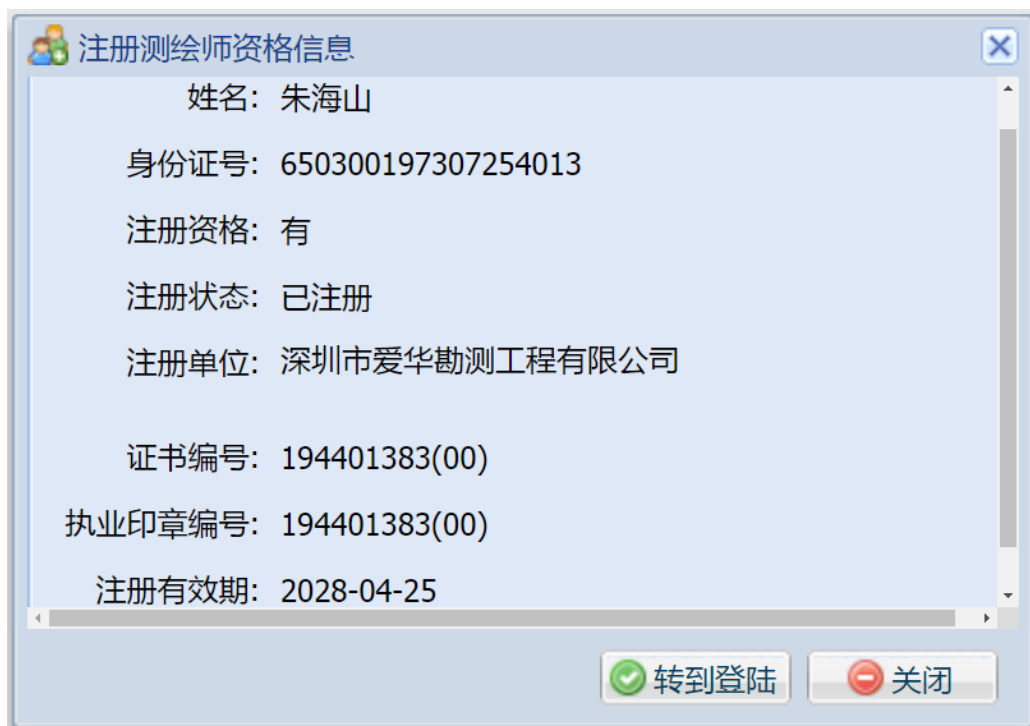 注册测绘师资格信息
姓名: 朱海山
身份证号: 650300197307254013
注册资格: 有
注册状态: 已注册
注册单位: 深圳市爱华勘测工程有限公司
证书编号: 194401383(00)
执业印章编号: 194401383(00)
注册有效期: 2028-04-25
转到登陆 关闭